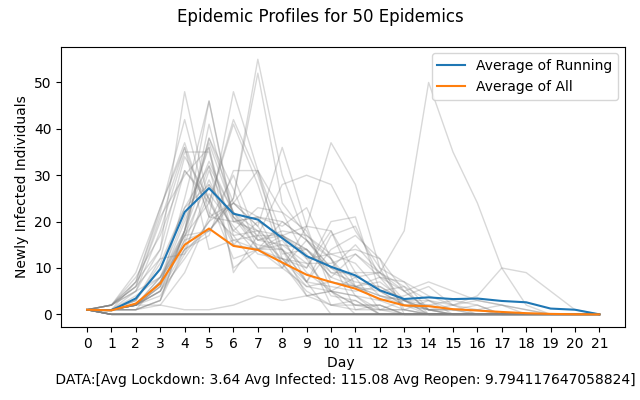 Epidemic Profiles for 50 Epidemics
Newly Infected Individuals
50
40
30
20
10
0
Average of Running
Average of All
0 1 2 3 4 5 6 7 8 9 10 11 12 13 14 15 16 17 18 19 20 21
Day
DATA:[Avg Lockdown: 3.64 Avg Infected: 115.08 Avg Reopen: 9.794117647058824]